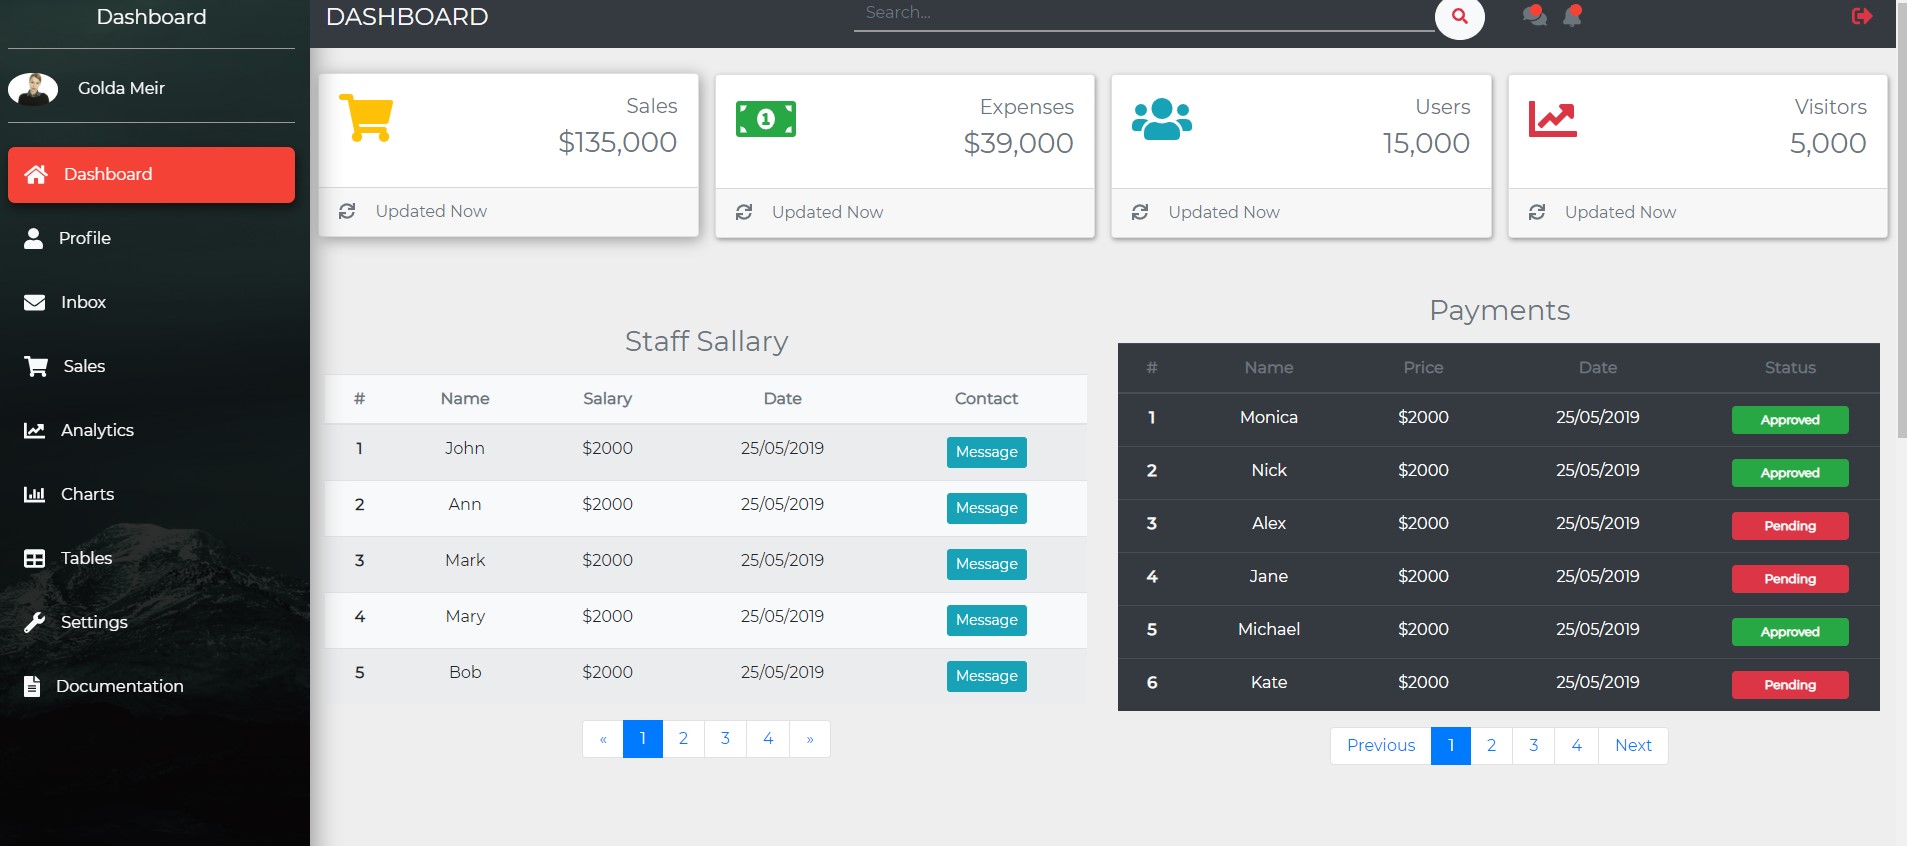 Dashboard
Golda Meir
Dashboard
Profile
Inbox
Sales
Analytics
Charts
Tables
Settings
Documentation
DASHBOARD
Search...
Sales
$135,000
Updated Now
Expenses
$39,000
Updated Now
Users
15,000
Updated Now
Visitors
5,000
Updated Now
Staff Sallary
# Name Salary Date Contact
1 John $2000 25/05/2019 Message
2 Ann $2000 25/05/2019 Message
3 Mark $2000 25/05/2019 Message
4 Mary $2000 25/05/2019 Message
5 Bob $2000 25/05/2019 Message
« 1 2 3 4 »
Payments
# Name Price Date Status
1 Monica $2000 25/05/2019 Approved
2 Nick $2000 25/05/2019 Approved
3 Alex $2000 25/05/2019 Pending
4 Jane $2000 25/05/2019 Pending
5 Michael $2000 25/05/2019 Approved
6 Kate $2000 25/05/2019 Pending
Previous 1 2 3 4 Next